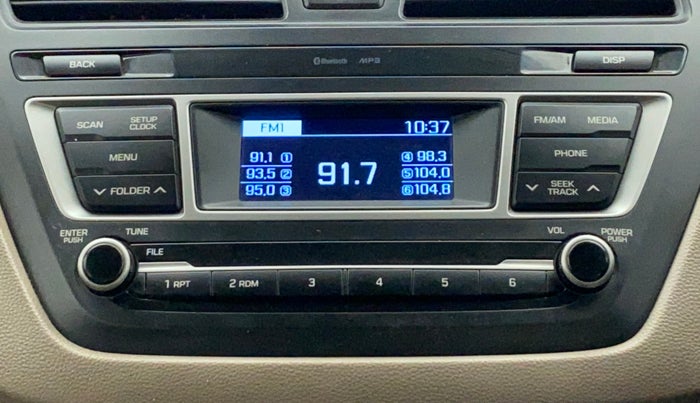 BACK
Bluetooth MP3
DISP
SCAN
SETUP CLOCK
MENU
FOLDER
FM1
10:37
91.1 1
93.5 2
95.0 3
91.7
4 98.3
5 104.0
6 104.8
FM/AM
MEDIA
PHONE
SEEK TRACK
ENTER PUSH
TUNE
FILE
VOL
POWER PUSH
1 RPT
2 RDM
3
4
5
6